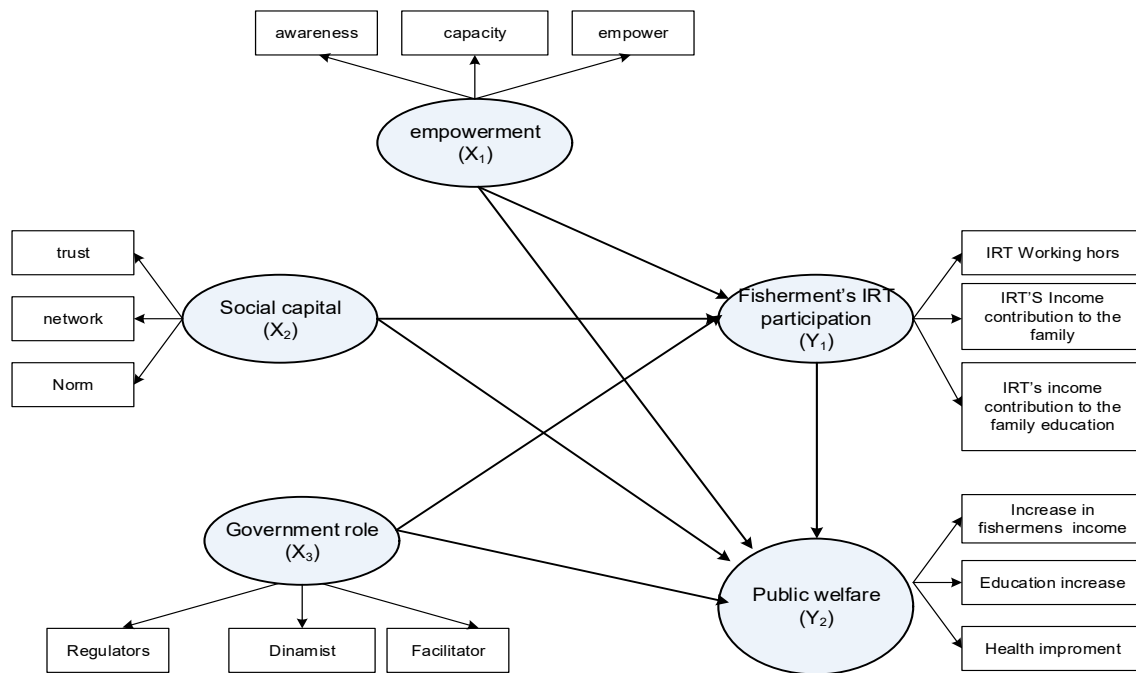 awareness
capacity
empower
empowerment
(X₁)
trust
network
Norm
Social capital
(X₂)
Fisherment’s IRT
participation
(Y₁)
IRT Working hors
IRT’S Income
contribution to the
family
IRT’s income
contribution to the
family education
Government role
(X₃)
Regulators
Dinamist
Facilitator
Public welfare
(Y₂)
Increase in
fishermens income
Education increase
Health improment